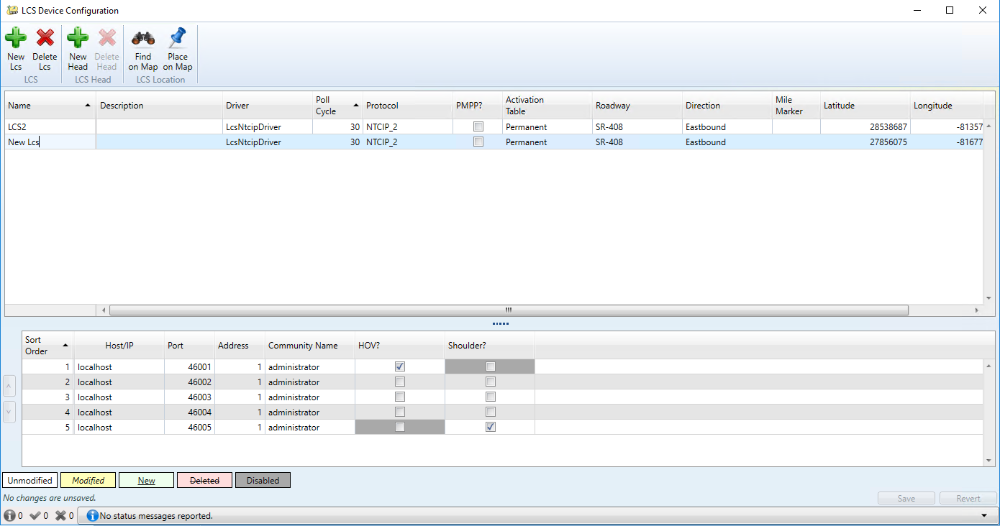 LCS Device Configuration
New Lcs
Delete Lcs
New Head
Delete Head
Find on Map
Place on Map
LCS
LCS Head
LCS Location
Name Description Driver Poll Cycle Protocol PMPP? Activation Table Roadway Direction Mile Marker Latitude Longitude
LCS2 LcsNtcipDriver 30 NTCIP_2 Permanent SR-408 Eastbound 28538687 -81357
New Lcs LcsNtcipDriver 30 NTCIP_2 Permanent SR-408 Eastbound 27856075 -81677
Sort Order Host/IP Port Address Community Name HOV? Shoulder?
1 localhost 46001 1 administrator
2 localhost 46002 1 administrator
3 localhost 46003 1 administrator
4 localhost 46004 1 administrator
5 localhost 46005 1 administrator
Unmodified Modified New Deleted Disabled
No changes are unsaved.
Save Revert
0 0 0 No status messages reported.